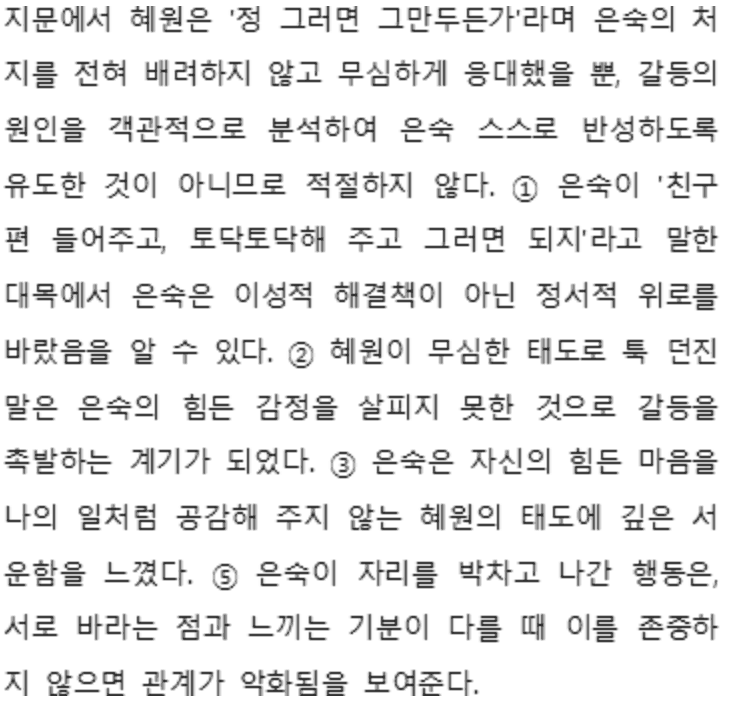 지문에서 혜원은 '정 그러면 그만두든가'라며 은숙의 처
지를 전혀 배려하지 않고 무심하게 응대했을 뿐, 갈등의
원인을 객관적으로 분석하여 은숙 스스로 반성하도록
유도한 것이 아니므로 적절하지 않다. ① 은숙이 '친구
편 들어주고, 토닥토닥해 주고 그러면 되지'라고 말한
대목에서 은숙은 이성적 해결책이 아닌 정서적 위로를
바랐음을 알 수 있다. ② 혜원이 무심한 태도로 툭 던진
말은 은숙의 힘든 감정을 살피지 못한 것으로 갈등을
촉발하는 계기가 되었다. ③ 은숙은 자신의 힘든 마음을
나의 일처럼 공감해 주지 않는 혜원의 태도에 깊은 서
운함을 느꼈다. ⑤ 은숙이 자리를 박차고 나간 행동은,
서로 바라는 점과 느끼는 기분이 다를 때 이를 존중하
지 않으면 관계가 악화됨을 보여준다.